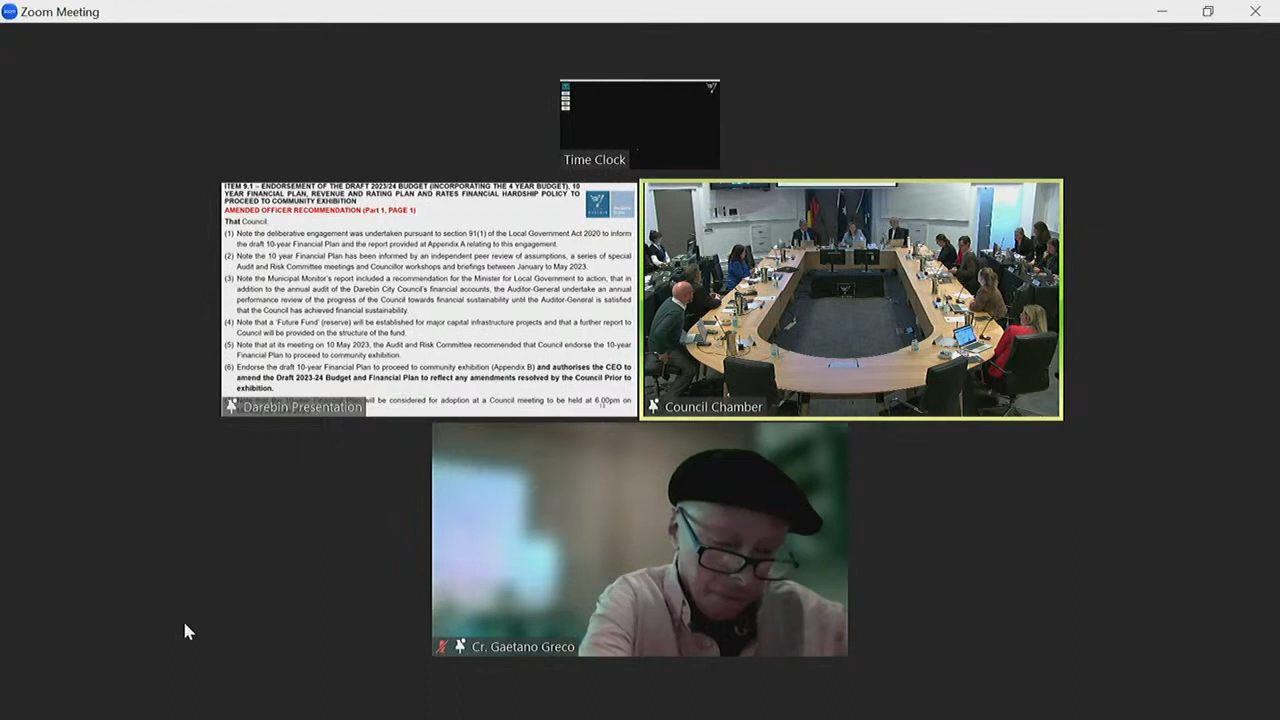 Zoom Meeting
Time Clock
ITEM 9.1 – ENDORSEMENT OF THE DRAFT 2023/24 BUDGET (INCORPORATING THE 4 YEAR BUDGET), 10
YEAR FINANCIAL PLAN, REVENUE AND RATING PLAN AND RATES FINANCIAL HARDSHIP POLICY TO
PROCEED TO COMMUNITY EXHIBITION
AMENDED OFFICER RECOMMENDATION (Part 1, PAGE 1)
That Council:
(1) Note the deliberative engagement was undertaken pursuant to section 91(1) of the Local Government Act 2020 to inform
the draft 10-year Financial Plan and the report provided at Appendix A relating to this engagement.
(2) Note the 10 year Financial Plan has been informed by an independent peer review of assumptions, a series of special
Audit and Risk Committee meetings and Councillor workshops and briefings between January to May 2023.
(3) Note the Municipal Monitor's report included a recommendation for the Minister for Local Government to action, that in
addition to the annual audit of the Darebin City Council's financial accounts, the Auditor-General undertake an annual
performance review of the progress of the Council towards financial sustainability until the Auditor-General is satisfied
that the Council has achieved financial sustainability.
(4) Note that a 'Future Fund' (reserve) will be established for major capital infrastructure projects and that a further report to
Council will be provided on the structure of the fund.
(5) Note that at its meeting on 10 May 2023, the Audit and Risk Committee recommended that Council endorse the 10-year
Financial Plan to proceed to community exhibition.
(6) Endorse the draft 10-year Financial Plan to proceed to community exhibition (Appendix B) and authorises the CEO to
amend the Draft 2023-24 Budget and Financial Plan to reflect any amendments resolved by the Council Prior to
exhibition.
will be considered for adoption at a Council meeting to be held at 6.00pm on
Darebin Presentation
Council Chamber
Cr. Gaetano Greco